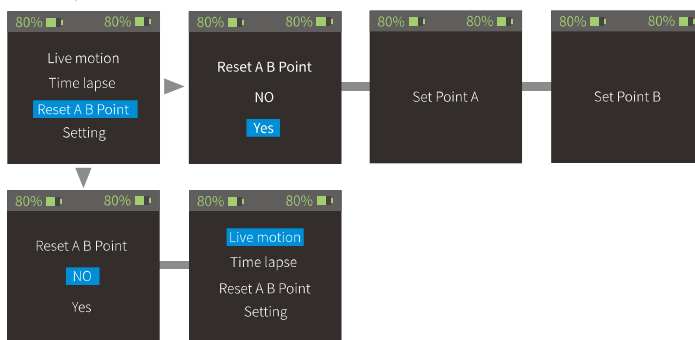 80% 80%
Live motion
Time lapse
Reset A B Point
Setting
80% 80%
Reset A B Point
NO
Yes
80% 80%
Set Point A
80% 80%
Set Point B
80% 80%
Reset A B Point
NO
Yes
80% 80%
Live motion
Time lapse
Reset A B Point
Setting